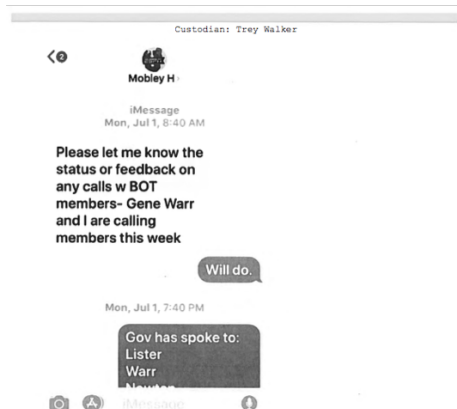 Custodian: Trey Walker
2
Mobley H
iMessage
Mon, Jul 1, 8:40 AM
Please let me know the
status or feedback on
any calls w BOT
members- Gene Warr
and I are calling
members this week
Will do.
Mon, Jul 1, 7:40 PM
Gov has spoke to:
Lister
Warr
Newton
iMessage